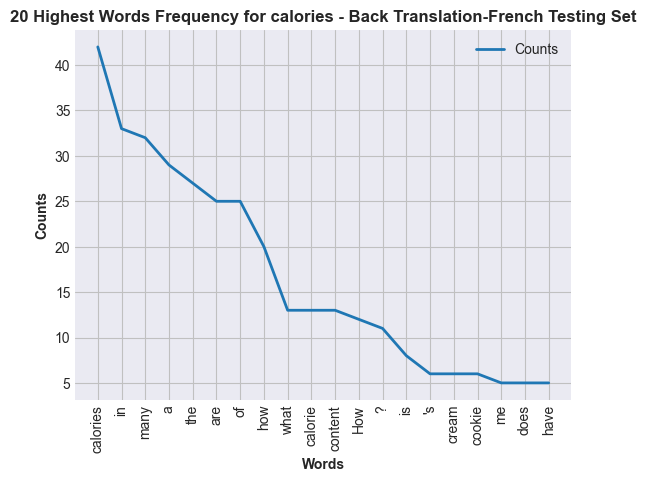 20 Highest Words Frequency for calories - Back Translation-French Testing Set
Counts
40
35
30
25
20
15
10
5
Counts
calories
in
many
a
the
are
of
how
what
calorie
content
How
?
is
's
cream
cookie
me
does
have
Words